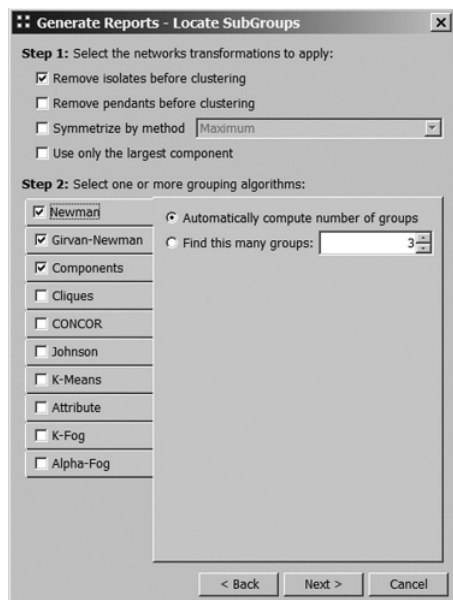 Generate Reports - Locate SubGroups
Step 1: Select the networks transformations to apply:
Remove isolates before clustering
Remove pendants before clustering
Symmetrize by method Maximum
Use only the largest component
Step 2: Select one or more grouping algorithms:
Newman
Girvan-Newman
Components
Cliques
CONCOR
Johnson
K-Means
Attribute
K-Fog
Alpha-Fog
Automatically compute number of groups
Find this many groups: 3
< Back Next > Cancel